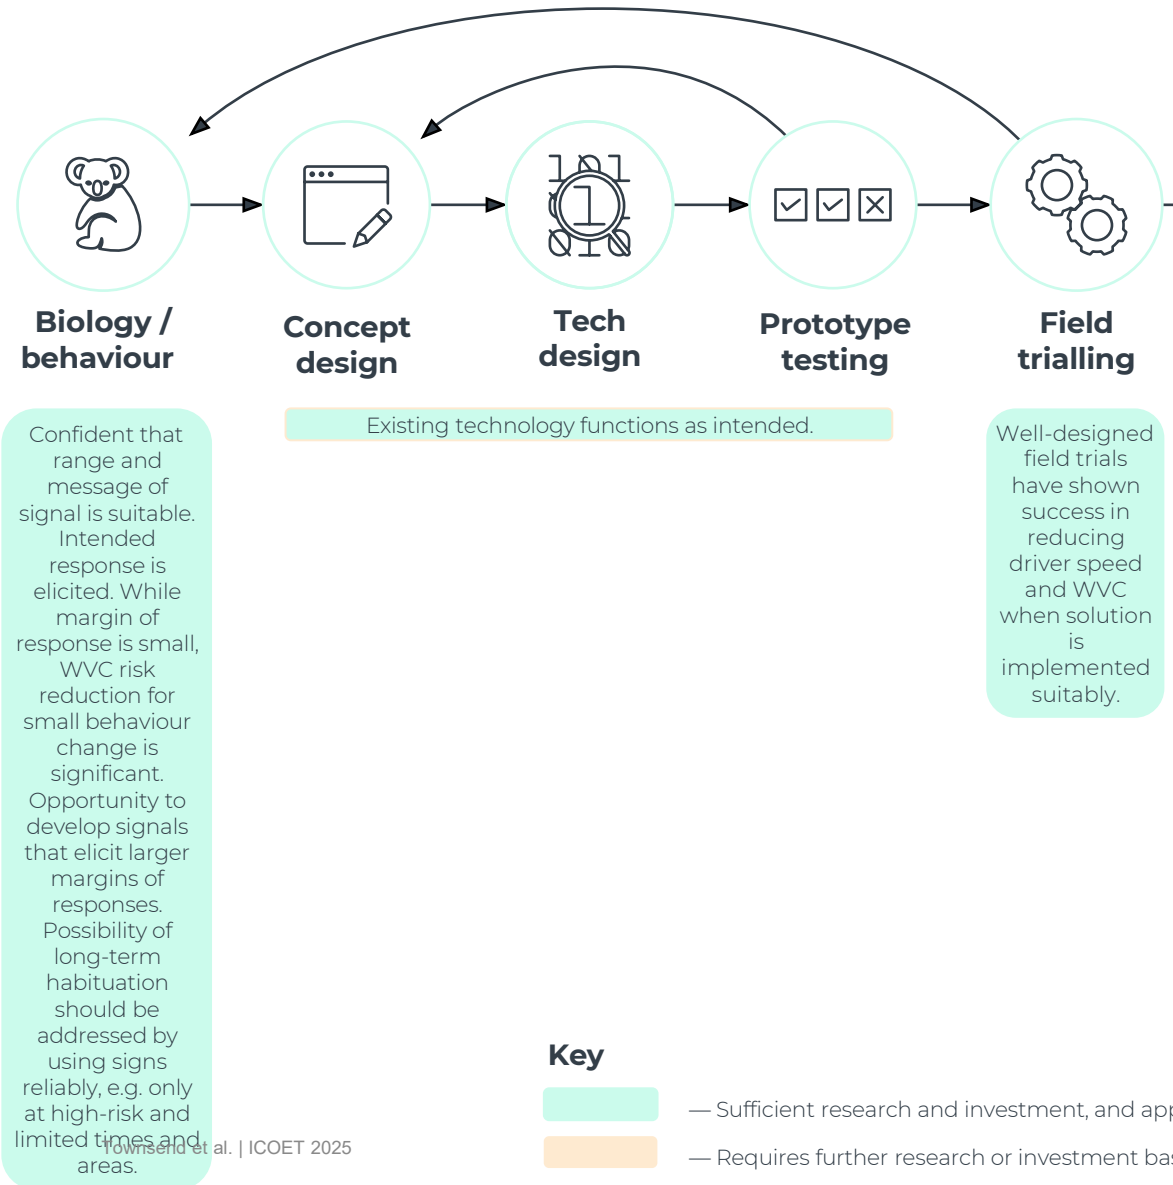 Biology /
behaviour
Concept
design
Tech
design
Prototype
testing
Field
trialling
Confident that
range and
message of
signal is suitable.
Intended
response is
elicited. While
margin of
response is small,
WVC risk
reduction for
small behaviour
change is
significant.
Opportunity to
develop signals
that elicit larger
margins of
responses.
Possibility of
long-term
habituation
should be
addressed by
using signs
reliably, e.g. only
at high-risk and
limited times and
areas.
Existing technology functions as intended.
Well-designed
field trials
have shown
success in
reducing
driver speed
and WVC
when solution
is
implemented
suitably.
Key
— Sufficient research and investment, and app
— Requires further research or investment bas
Townsend et al. | ICOET 2025